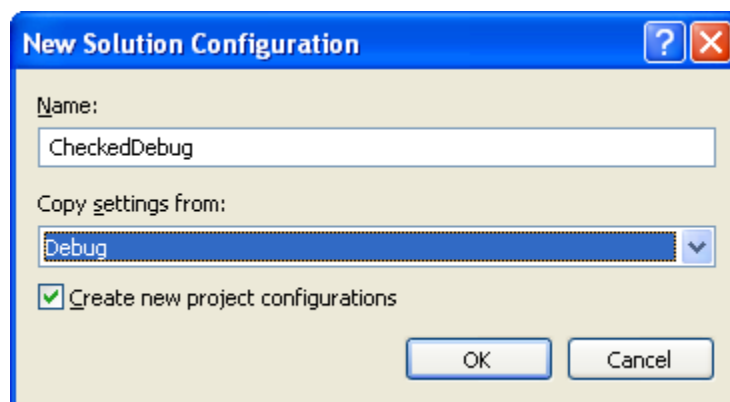 New Solution Configuration
Name:
CheckedDebug
Copy settings from:
Debug
Create new project configurations
OK Cancel